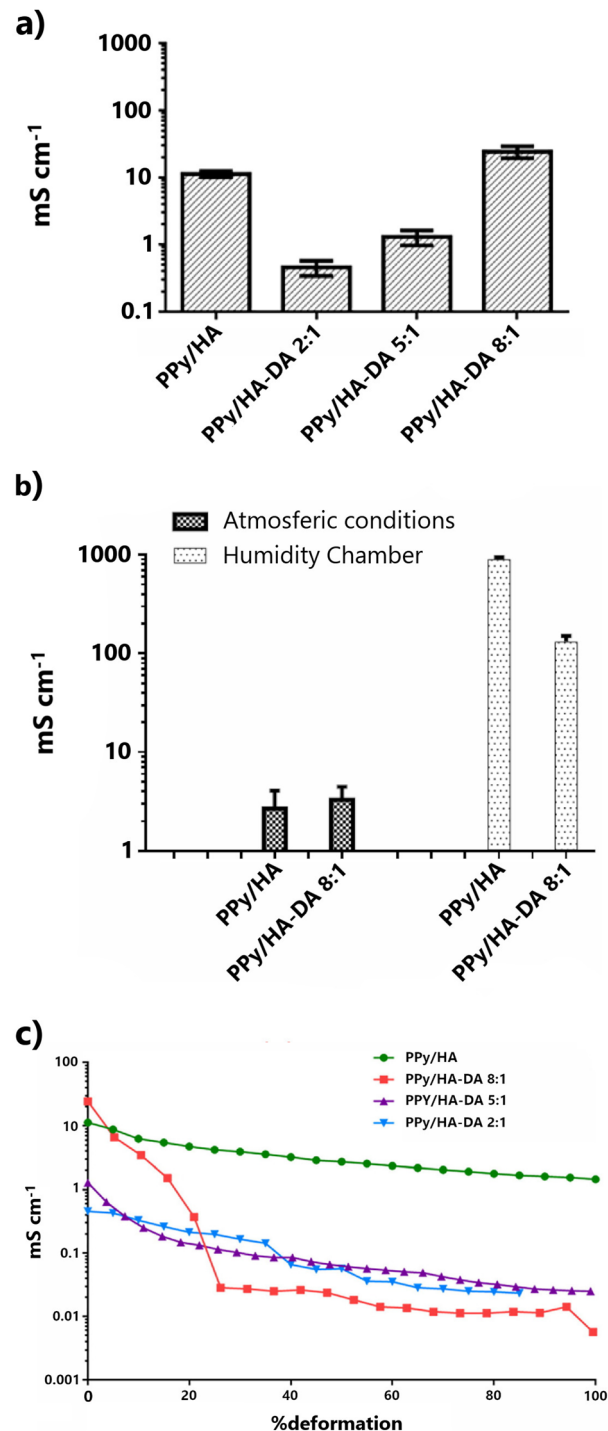 a)
1000
100
10
1
0.1
mS cm-1
PPy/HA
PPy/HA-DA 2:1
PPy/HA-DA 5:1
PPy/HA-DA 8:1
b)
Atmosferic conditions
Humidity Chamber
1000
100
10
1
mS cm-1
PPy/HA
PPy/HA-DA 8:1
PPy/HA
PPy/HA-DA 8:1
c)
PPy/HA
PPy/HA-DA 8:1
PPY/HA-DA 5:1
PPy/HA-DA 2:1
100
10
1
0.1
0.01
0.001
mS cm-1
0 20 40 60 80 100
%deformation